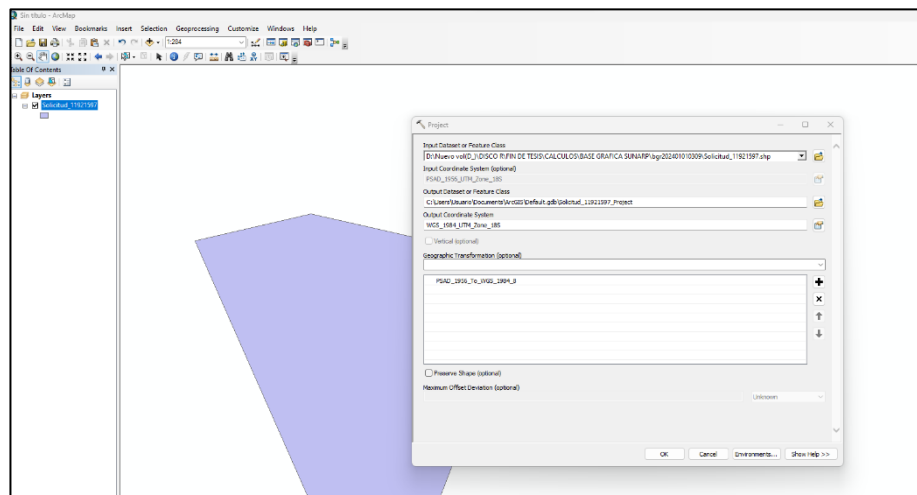 Sin título - ArcMap
File Edit View Bookmarks Insert Selection Geoprocessing Customize Windows Help
1:284
Table Of Contents
Layers
Solicitud_11921597
Project
Input Dataset or Feature Class
D:\Nuevo vol(D_)\DISCO R\FIN DE TESIS\CALCULOS\BASE GRAFICA SUNARP\bgr202401010309\Solicitud_11921597.shp
Input Coordinate System (optional)
PSAD_1956_UTM_Zone_18S
Output Dataset or Feature Class
C:\Users\Usuario\Documents\ArcGIS\Default.gdb\Solicitud_11921597_Project
Output Coordinate System
WGS_1984_UTM_Zone_18S
Vertical (optional)
Geographic Transformation (optional)
PSAD_1956_To_WGS_1984_8
Preserve Shape (optional)
Maximum Offset Deviation (optional)
Unknown
OK Cancel Environments... Show Help >>